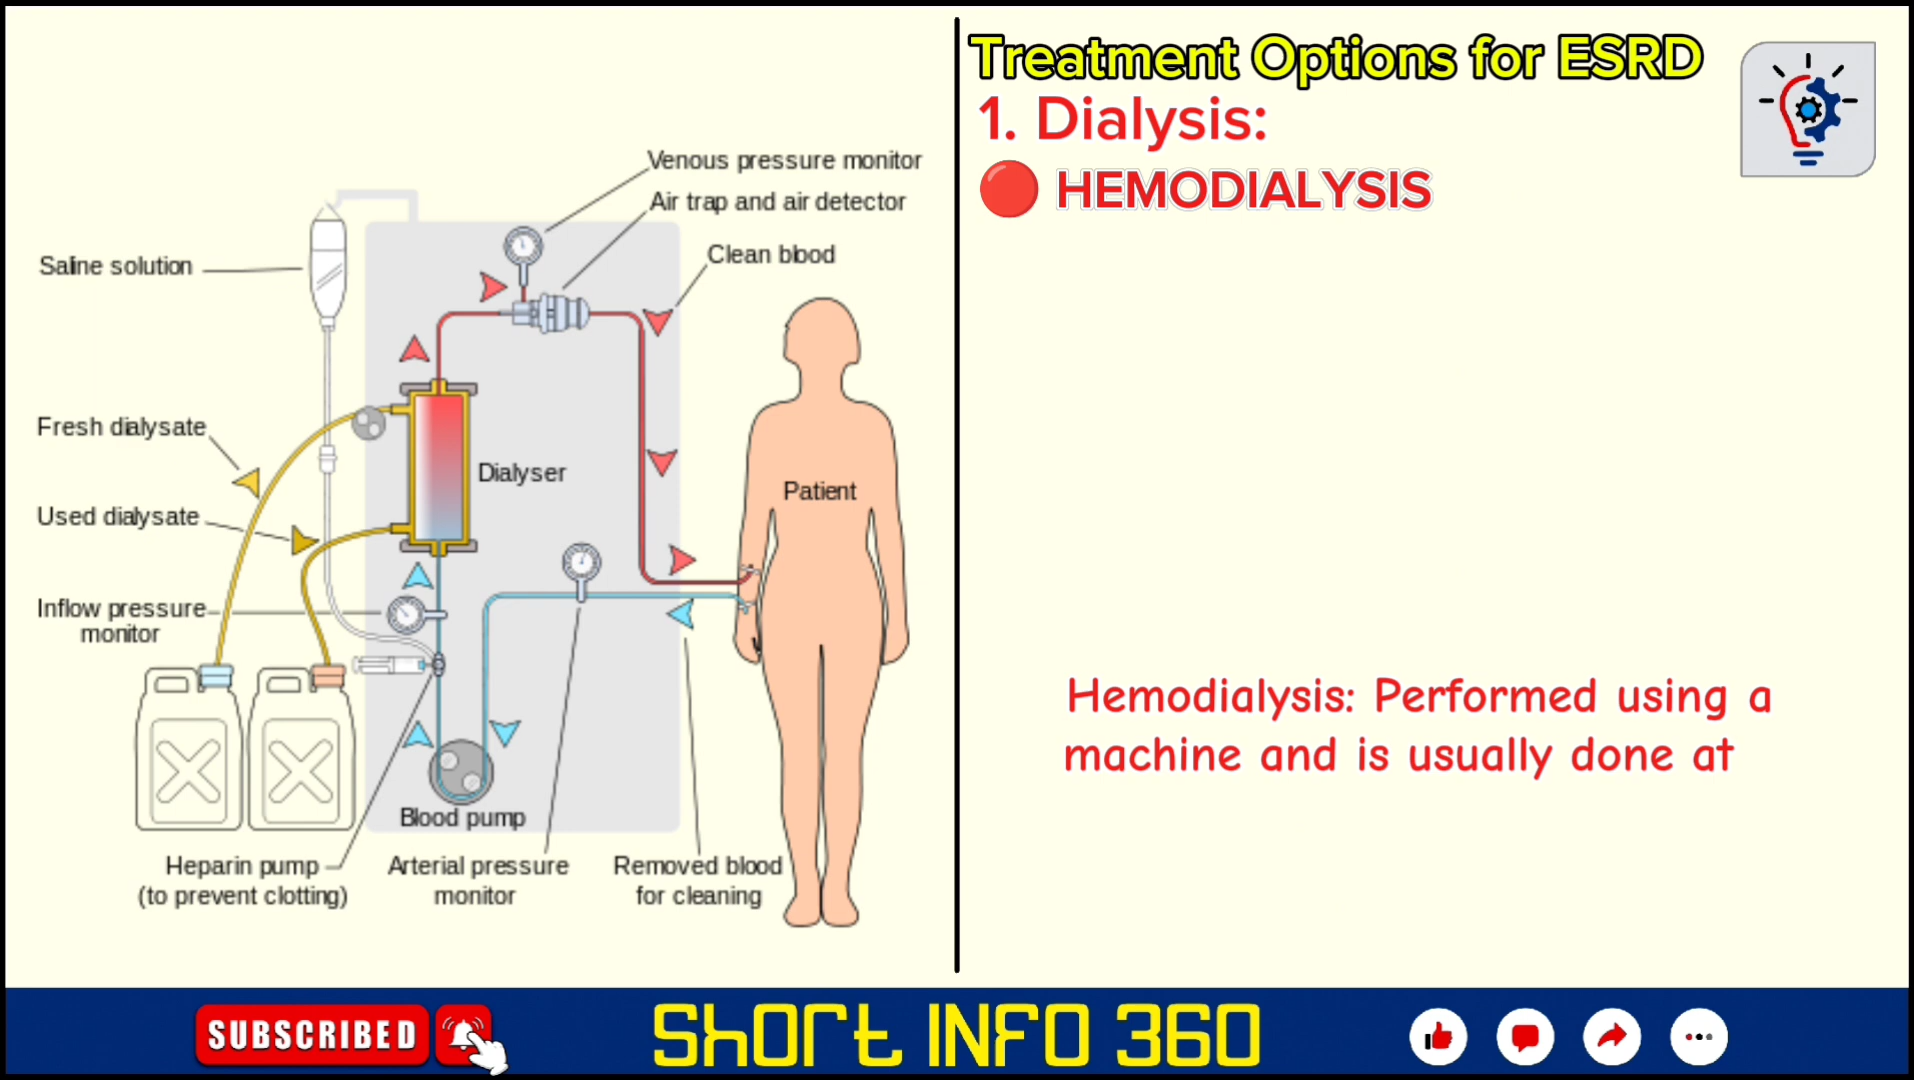 Treatment Options for ESRD
1. Dialysis:
HEMODIALYSIS
Venous pressure monitor
Air trap and air detector
Clean blood
Saline solution
Fresh dialysate
Dialyser
Patient
Used dialysate
Inflow pressure
monitor
Blood pump
Heparin pump
(to prevent clotting)
Arterial pressure
monitor
Removed blood
for cleaning
Hemodialysis: Performed using a
machine and is usually done at
SUBSCRIBED
Short INFO 360